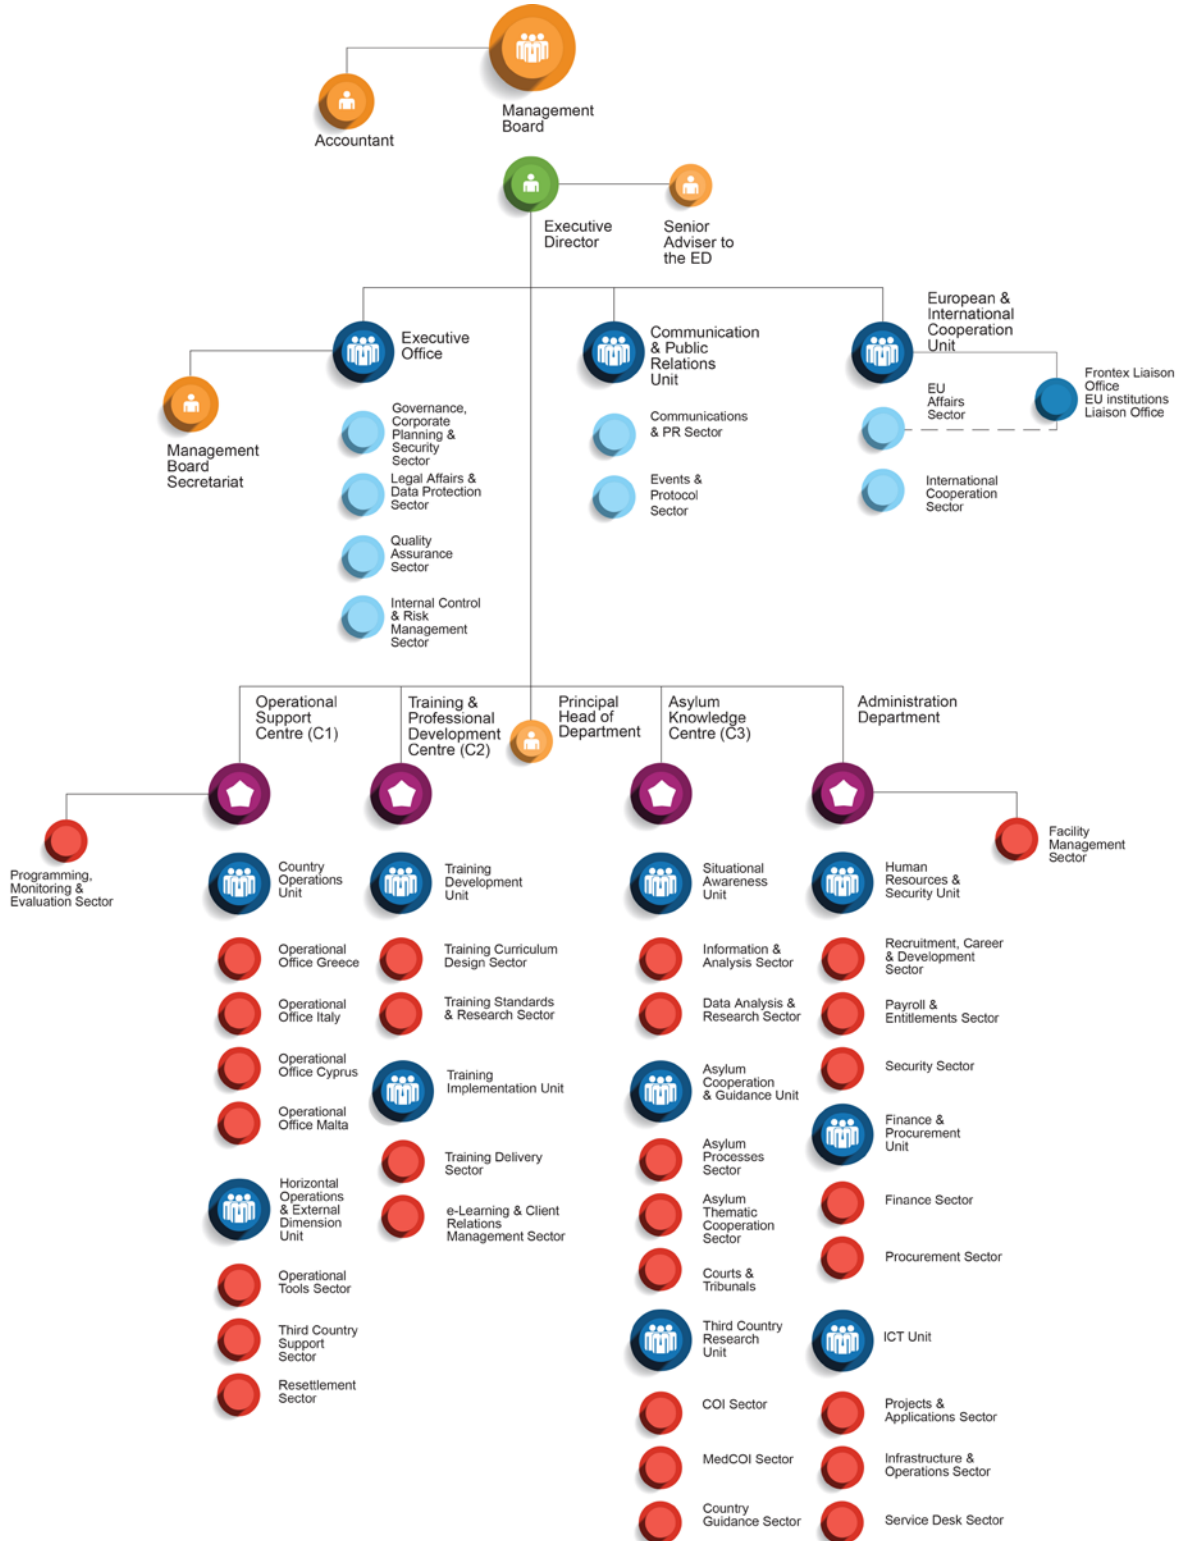 Management
Board
Accountant
Executive
Director
Senior
Adviser to
the ED
Executive
Office
Communication
& Public
Relations
Unit
European &
International
Cooperation
Unit
Management
Board
Secretariat
Governance,
Corporate
Planning &
Security
Sector
Legal Affairs &
Data Protection
Sector
Quality
Assurance
Sector
Internal Control
& Risk
Management
Sector
Communications
& PR Sector
Events &
Protocol
Sector
EU
Affairs
Sector
International
Cooperation
Sector
Frontex Liaison
Office
EU institutions
Liaison Office
Operational
Support
Centre (C1)
Training &
Professional
Development
Centre (C2)
Principal
Head of
Department
Asylum
Knowledge
Centre (C3)
Administration
Department
Programming,
Monitoring &
Evaluation Sector
Country
Operations
Unit
Operational
Office Greece
Operational
Office Italy
Operational
Office Cyprus
Operational
Office Malta
Horizontal
Operations
& External
Dimension
Unit
Operational
Tools Sector
Third Country
Support
Sector
Resettlement
Sector
Training
Development
Unit
Training Curriculum
Design Sector
Training Standards
& Research Sector
Training
Implementation Unit
Training Delivery
Sector
e-Learning & Client
Relations
Management Sector
Situational
Awareness
Unit
Information &
Analysis Sector
Data Analysis &
Research Sector
Asylum
Cooperation
& Guidance Unit
Asylum
Processes
Sector
Asylum
Thematic
Cooperation
Sector
Courts &
Tribunals
Third Country
Research
Unit
COI Sector
MedCOI Sector
Country
Guidance Sector
Human
Resources &
Security Unit
Recruitment, Career
& Development
Sector
Payroll &
Entitlements Sector
Security Sector
Finance &
Procurement
Unit
Finance Sector
Procurement Sector
ICT Unit
Projects &
Applications Sector
Infrastructure &
Operations Sector
Service Desk Sector
Facility
Management
Sector